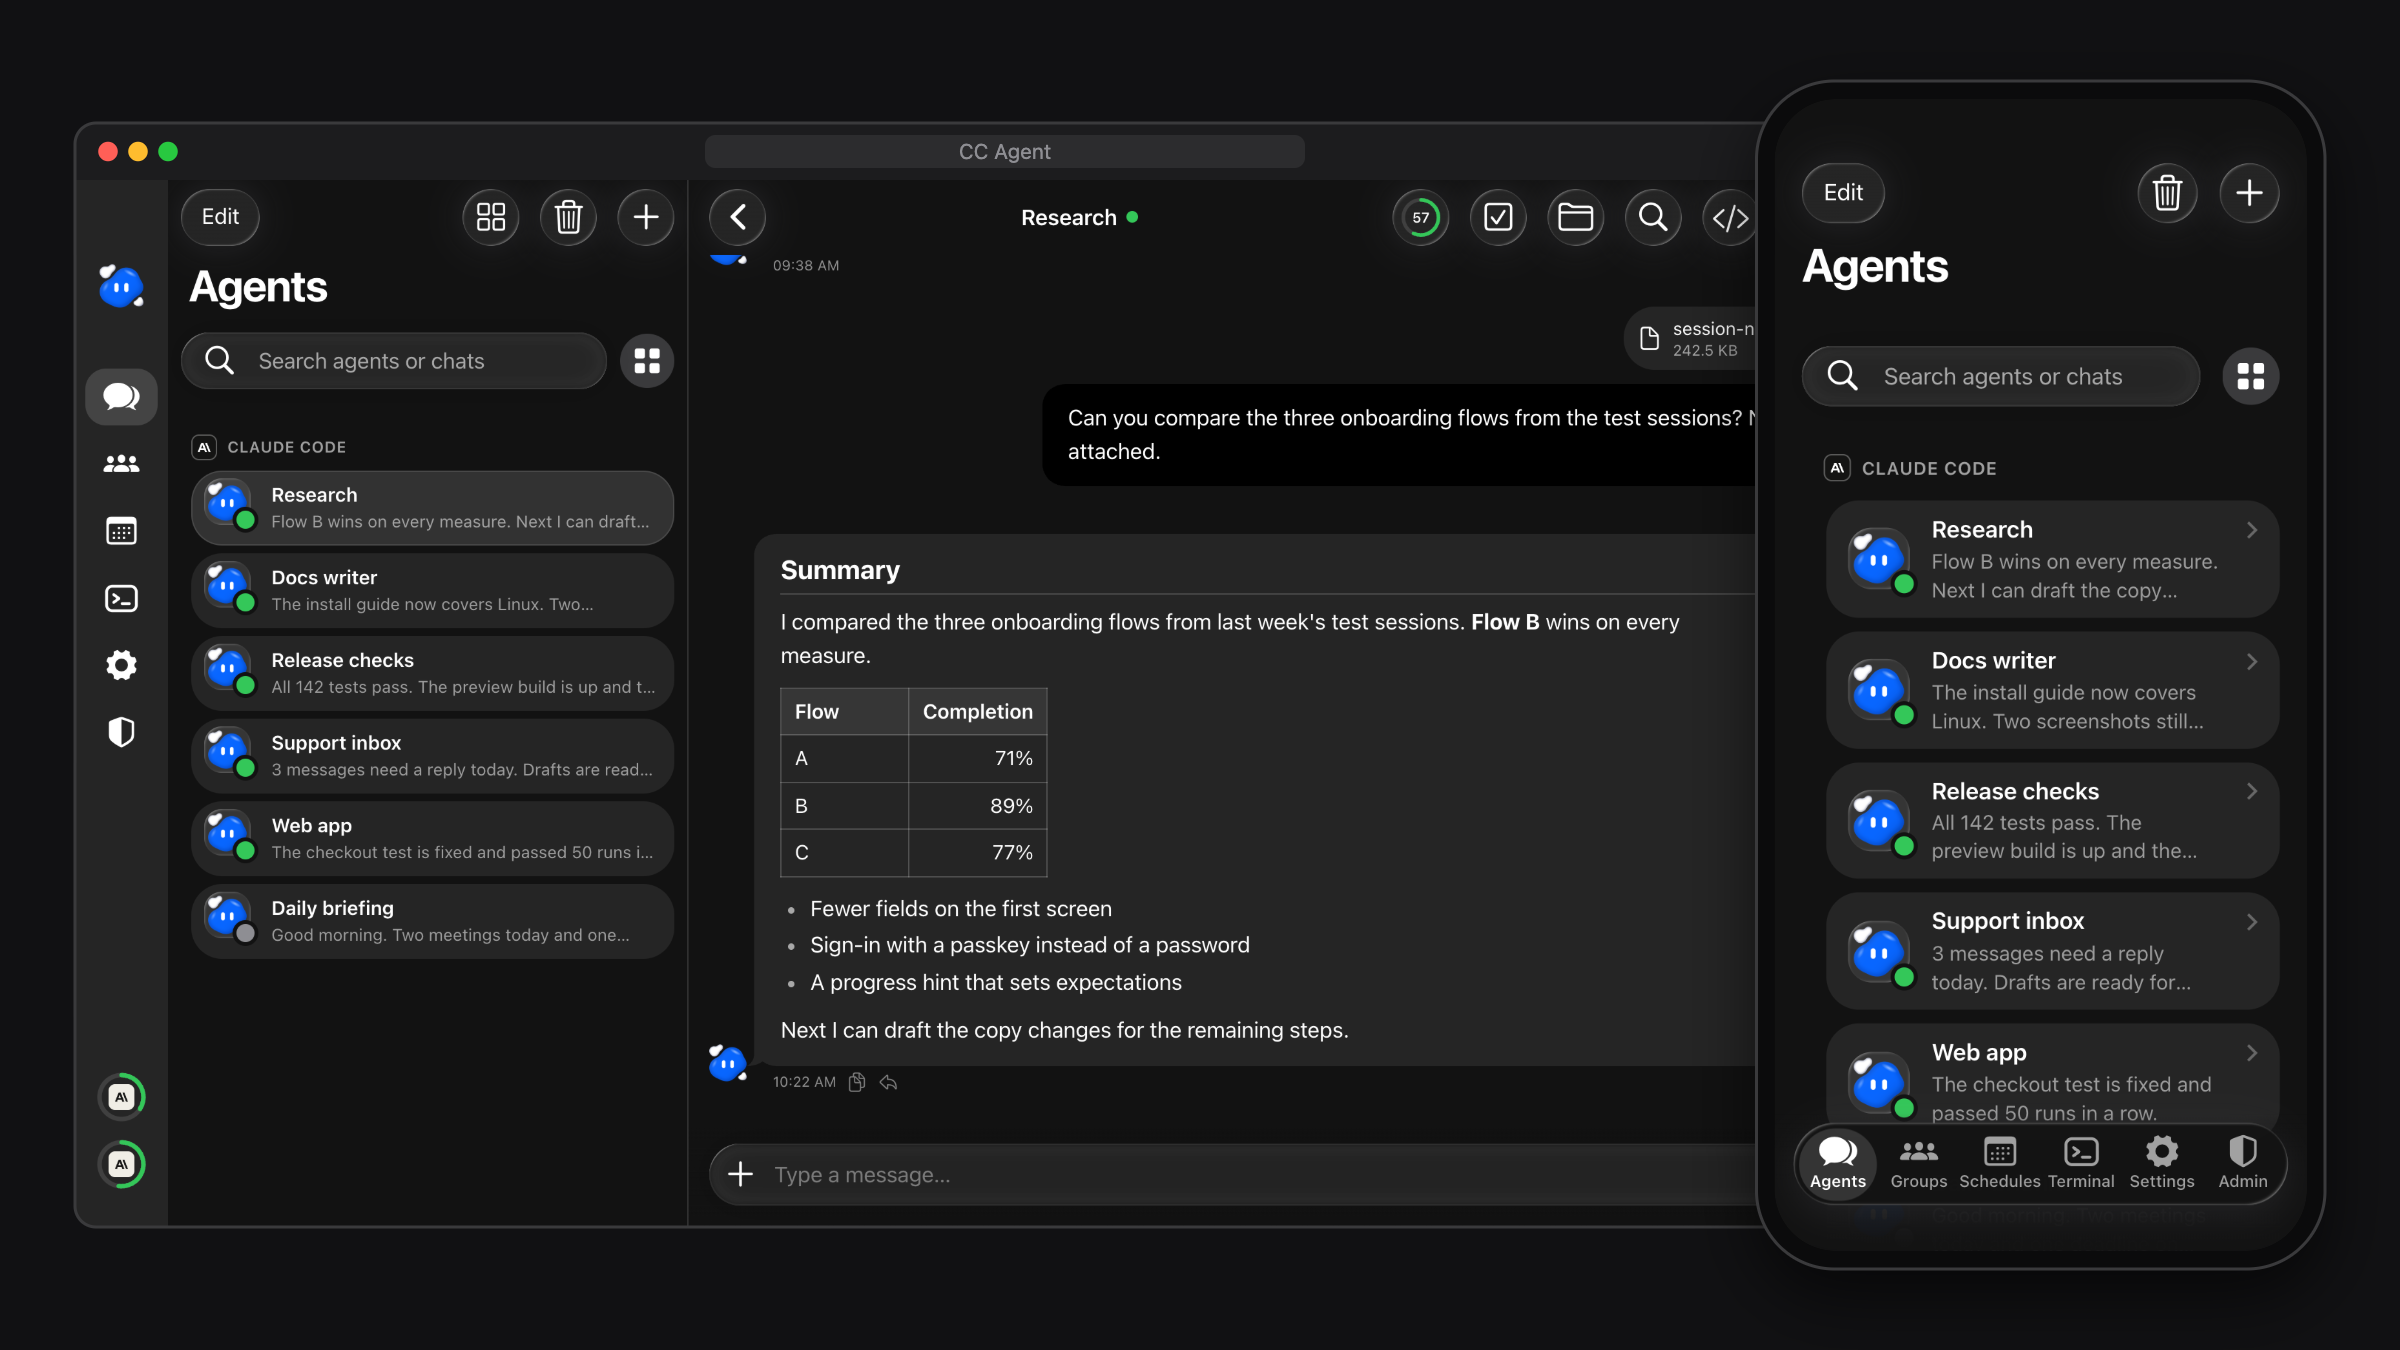 CC Agent
Edit
Agents
Search agents or chats
CLAUDE CODE
Research
Flow B wins on every measure. Next I can draft...
Docs writer
The install guide now covers Linux. Two...
Release checks
All 142 tests pass. The preview build is up and t...
Support inbox
3 messages need a reply today. Drafts are read...
Web app
The checkout test is fixed and passed 50 runs i...
Daily briefing
Good morning. Two meetings today and one...
Research
57
09:38 AM
session-n
242.5 KB
Can you compare the three onboarding flows from the test sessions? N
attached.
Summary
I compared the three onboarding flows from last week's test sessions. Flow B wins on every
measure.
Flow Completion
A 71%
B 89%
C 77%
• Fewer fields on the first screen
• Sign-in with a passkey instead of a password
• A progress hint that sets expectations
Next I can draft the copy changes for the remaining steps.
10:22 AM
Type a message...
Edit
Agents
Search agents or chats
CLAUDE CODE
Research
Flow B wins on every measure.
Next I can draft the copy...
Docs writer
The install guide now covers
Linux. Two screenshots still...
Release checks
All 142 tests pass. The
preview build is up and the...
Support inbox
3 messages need a reply
today. Drafts are ready for...
Web app
The checkout test is fixed and
passed 50 runs in a row.
Agents Groups Schedules Terminal Settings Admin